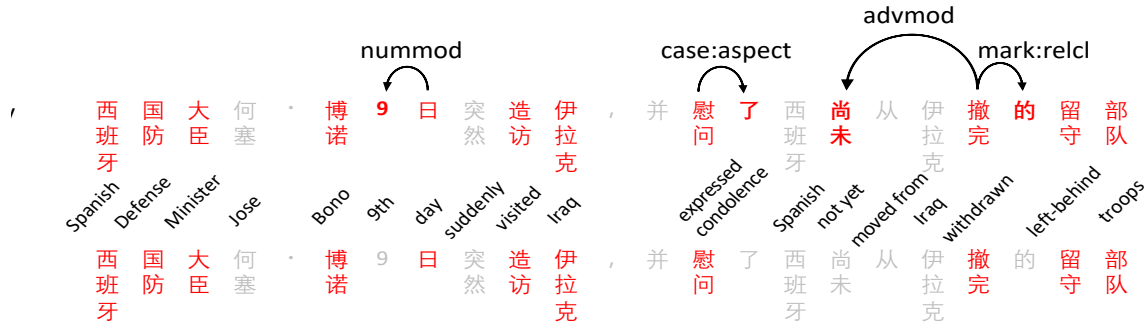 advmod
nummod case:aspect mark:relcl
, 西班牙 国防 大臣 何塞 · 博诺 9 日 突然 造访 伊拉克 , 并 慰问 了 西班牙 尚未 从 伊拉克 撤完 的 留守 部队
Spanish Defense Minister Jose Bono 9th day suddenly visited Iraq expressed condolence Spanish not yet moved from Iraq withdrawn left-behind troops
西班牙 国防 大臣 何塞 · 博诺 9 日 突然 造访 伊拉克 , 并 慰问 了 西班牙 尚未 从 伊拉克 撤完 的 留守 部队